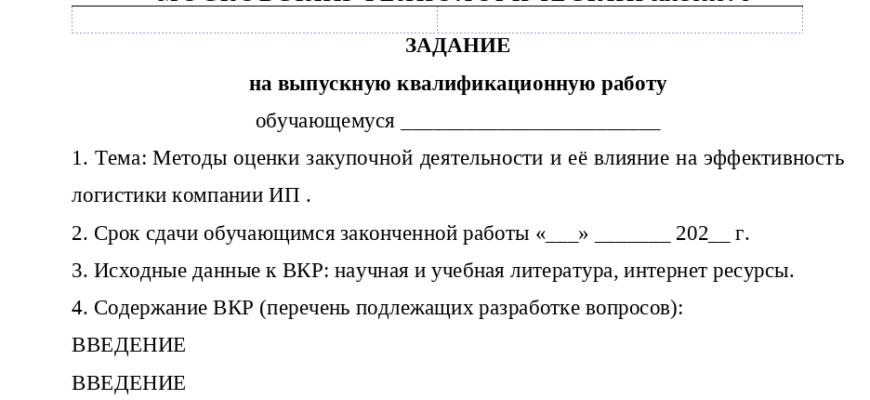 ЗАДАНИЕ
на выпускную квалификационную работу
обучающемуся ________________________
1. Тема: Методы оценки закупочной деятельности и её влияние на эффективность
логистики компании ИП .
2. Срок сдачи обучающимся законченной работы «___» _______ 202__ г.
3. Исходные данные к ВКР: научная и учебная литература, интернет ресурсы.
4. Содержание ВКР (перечень подлежащих разработке вопросов):
ВВЕДЕНИЕ
ВВЕДЕНИЕ